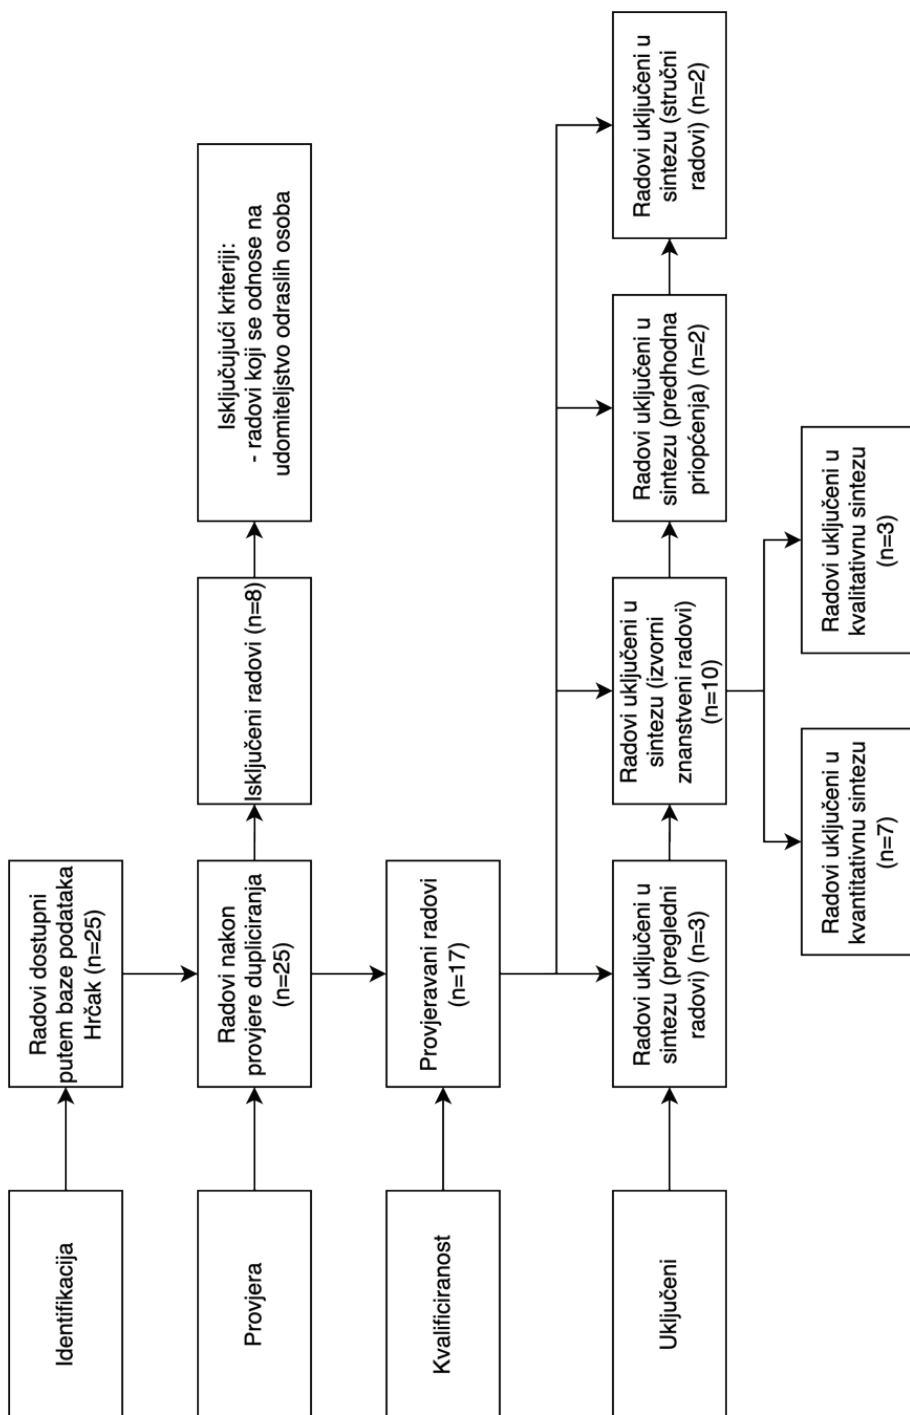 Identifikacija
Radovi dostupni
putem baze podataka
Hrčak (n=25)
Provjera
Radovi nakon
provjere dupliciranja
(n=25)
Isključeni radovi (n=8)
Isključujući kriteriji:
- radovi koji se odnose na
udomiteljstvo odraslih osoba
Kvalificiranost
Provjeravani radovi
(n=17)
Uključeni
Radovi uključeni u
sintezu (pregledni
radovi) (n=3)
Radovi uključeni u
sintezu (izvorni
znanstveni radovi)
(n=10)
Radovi uključeni u
sintezu (predhodna
priopćenja) (n=2)
Radovi uključeni u
sintezu (stručni
radovi) (n=2)
Radovi uključeni u
kvantitativnu sintezu
(n=7)
Radovi uključeni u
kvalitativnu sintezu
(n=3)